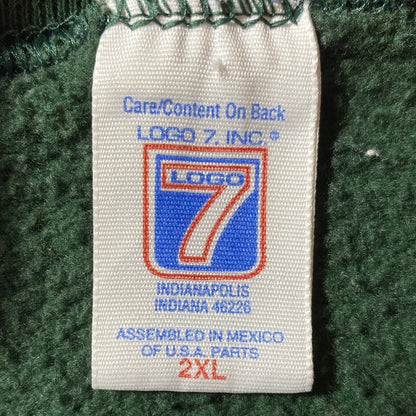 Care/Content On Back
LOGO 7, INC.®
LOGO
7
INDIANAPOLIS
INDIANA 46226
ASSEMBLED IN MEXICO
OF U.S.A. PARTS
2XL